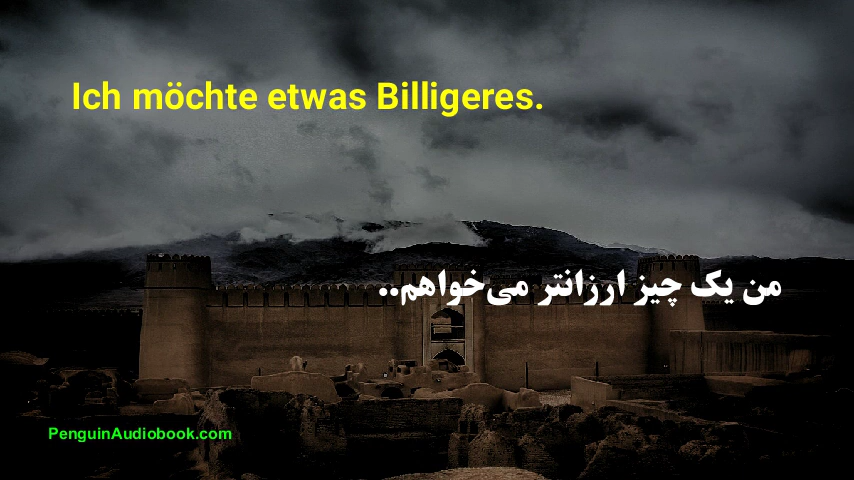 Ich möchte etwas Billigeres.
من یک چیز ارزانتر می‌خواهم..
PenguinAudiobook.com